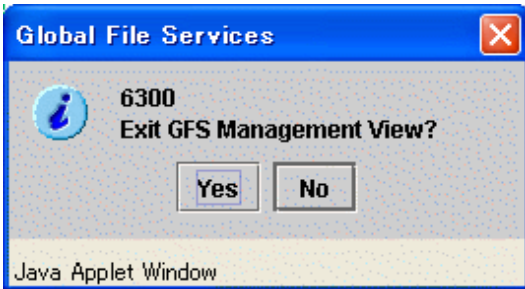 Global File Services
6300
Exit GFS Management View?
Yes No
Java Applet Window